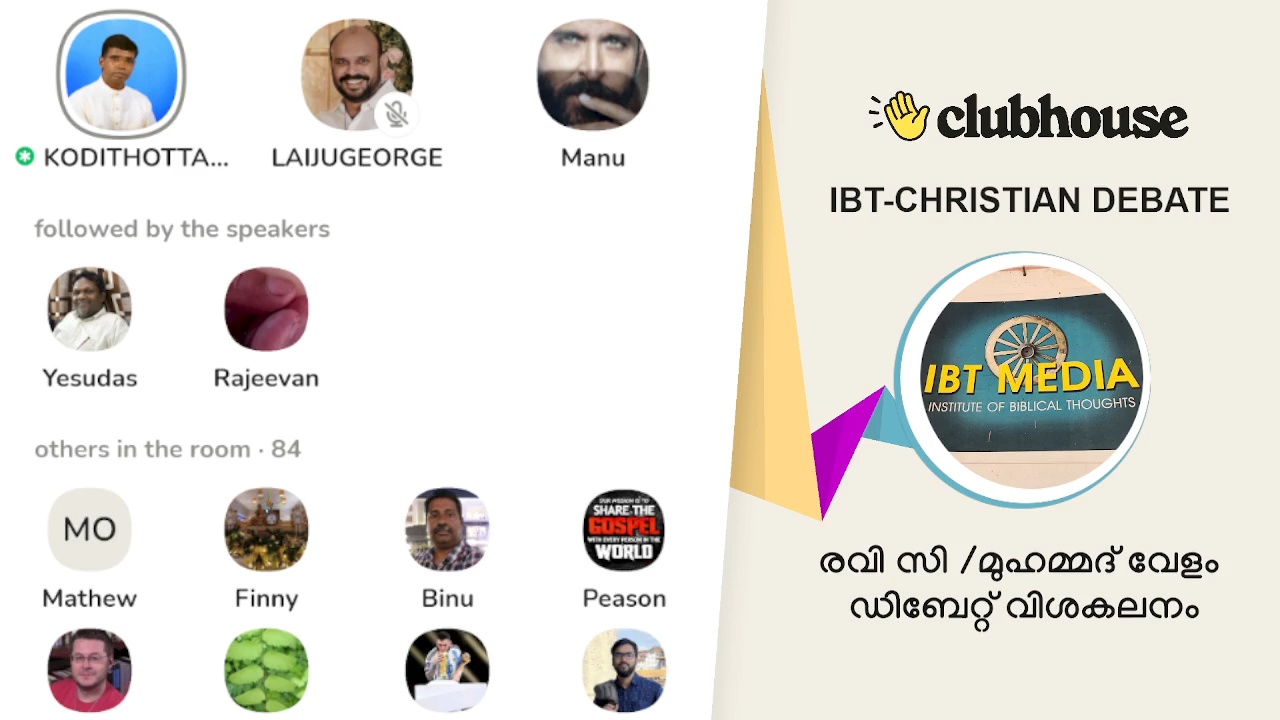 KODITHOTTA...
LAIJUGEORGE
Manu
followed by the speakers
Yesudas
Rajeevan
others in the room · 84
MO
OUR MISSION IS TO
SHARE THE
GOSPEL
WITH EVERY PERSON IN THE
WORLD
Mathew
Finny
Binu
Peason
clubhouse
IBT-CHRISTIAN DEBATE
IBT MEDIA
INSTITUTE OF BIBLICAL THOUGHTS
രവി സി /മുഹമ്മദ് വേളം
ഡിബേറ്റ് വിശകലനം